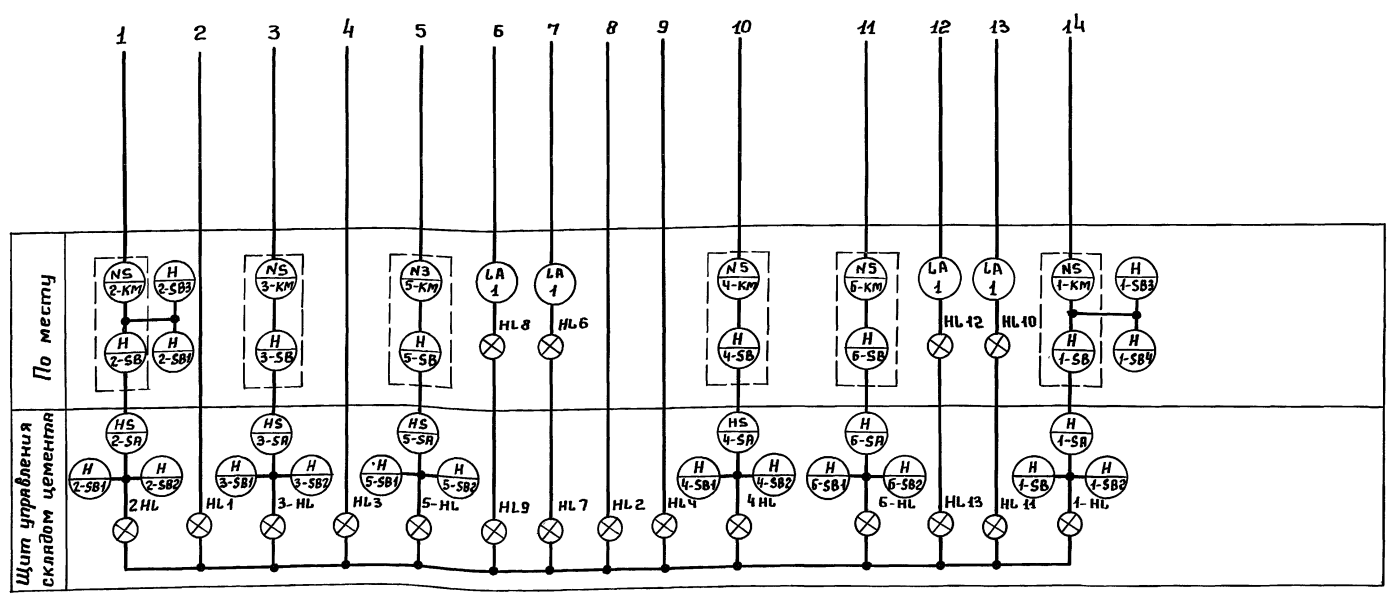 1 2 3 4 5 6 7 8 9 10 11 12 13 14
По месту
NS
2-KM
H
2-SB3
NS
3-KM
N3
5-KM
LA
1
LA
1
NS
4-KM
NS
6-KM
LA
1
LA
1
NS
1-KM
H
1-SB3
HL8
HL6
HL12
HL10
H
2-SB
H
2-SB1
H
3-SB
H
5-SB
H
4-SB
H
6-SB
H
1-SB
H
1-SB4
Щит управления
складом цемента
HS
2-SA
HS
3-SA
HS
5-SA
HS
4-SA
H
6-SA
H
1-SA
H
2-SB1
H
2-SB2
H
3-SB1
H
3-SB2
H
5-SB1
H
5-SB2
H
4-SB1
H
4-SB2
H
6-SB1
H
6-SB2
H
1-SB
H
1-SB2
2HL
HL1
3-HL
HL3
5-HL
HL9
HL7
HL2
HL4
4HL
6-HL
HL13
HL11
1-HL